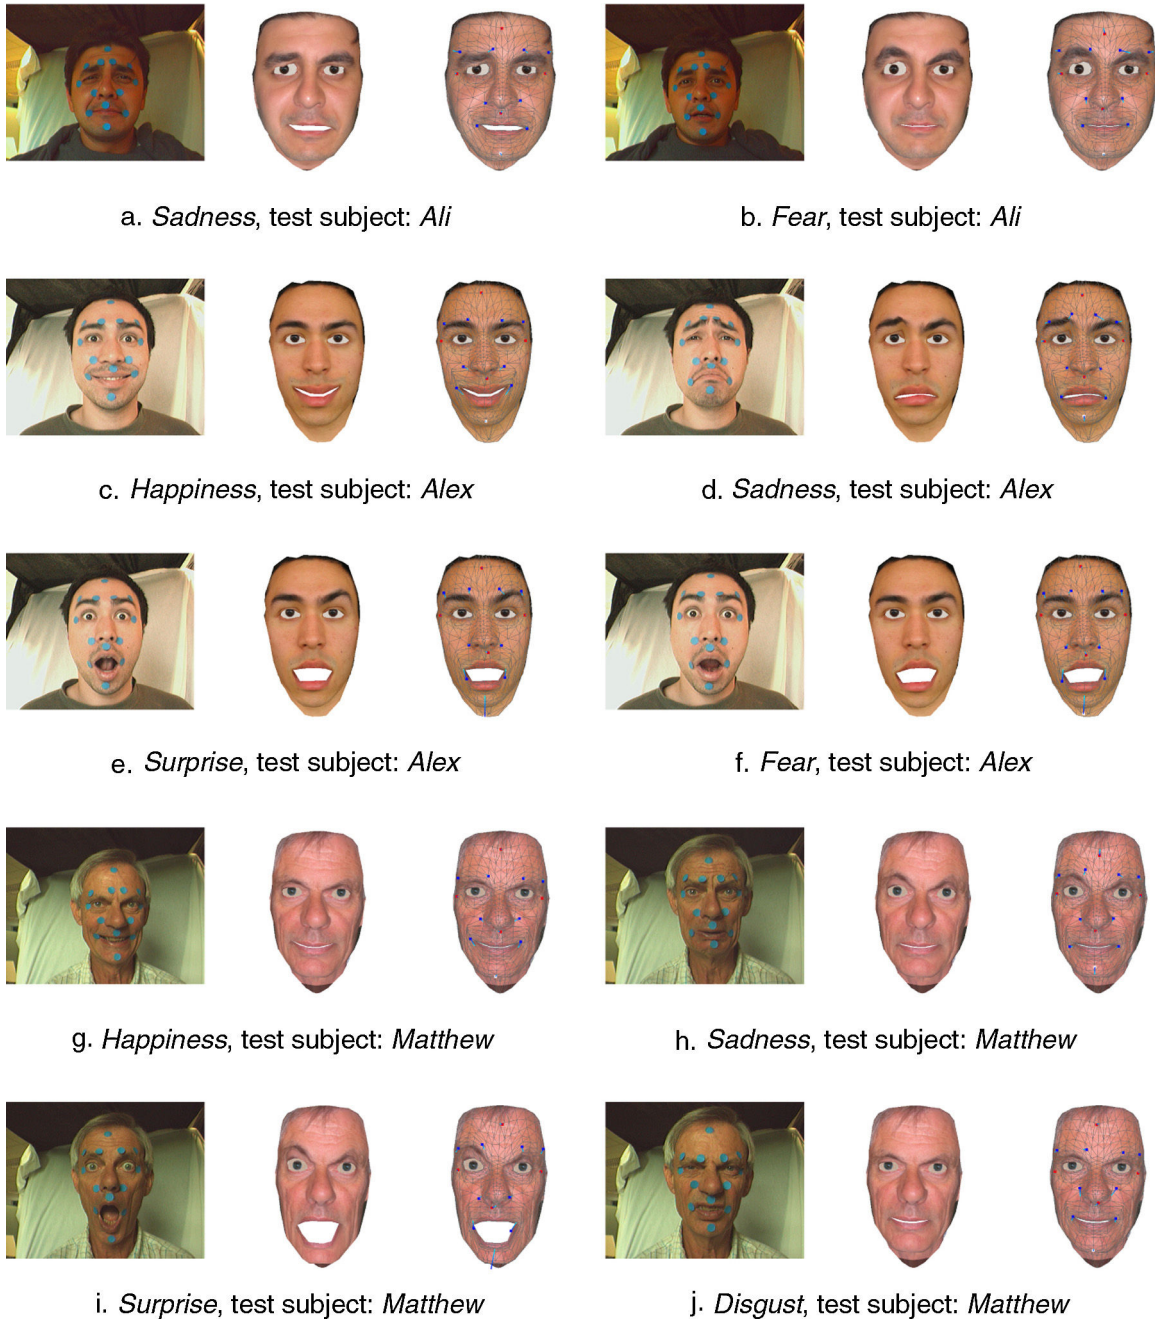 a. Sadness, test subject: Ali
b. Fear, test subject: Ali
c. Happiness, test subject: Alex
d. Sadness, test subject: Alex
e. Surprise, test subject: Alex
f. Fear, test subject: Alex
g. Happiness, test subject: Matthew
h. Sadness, test subject: Matthew
i. Surprise, test subject: Matthew
j. Disgust, test subject: Matthew